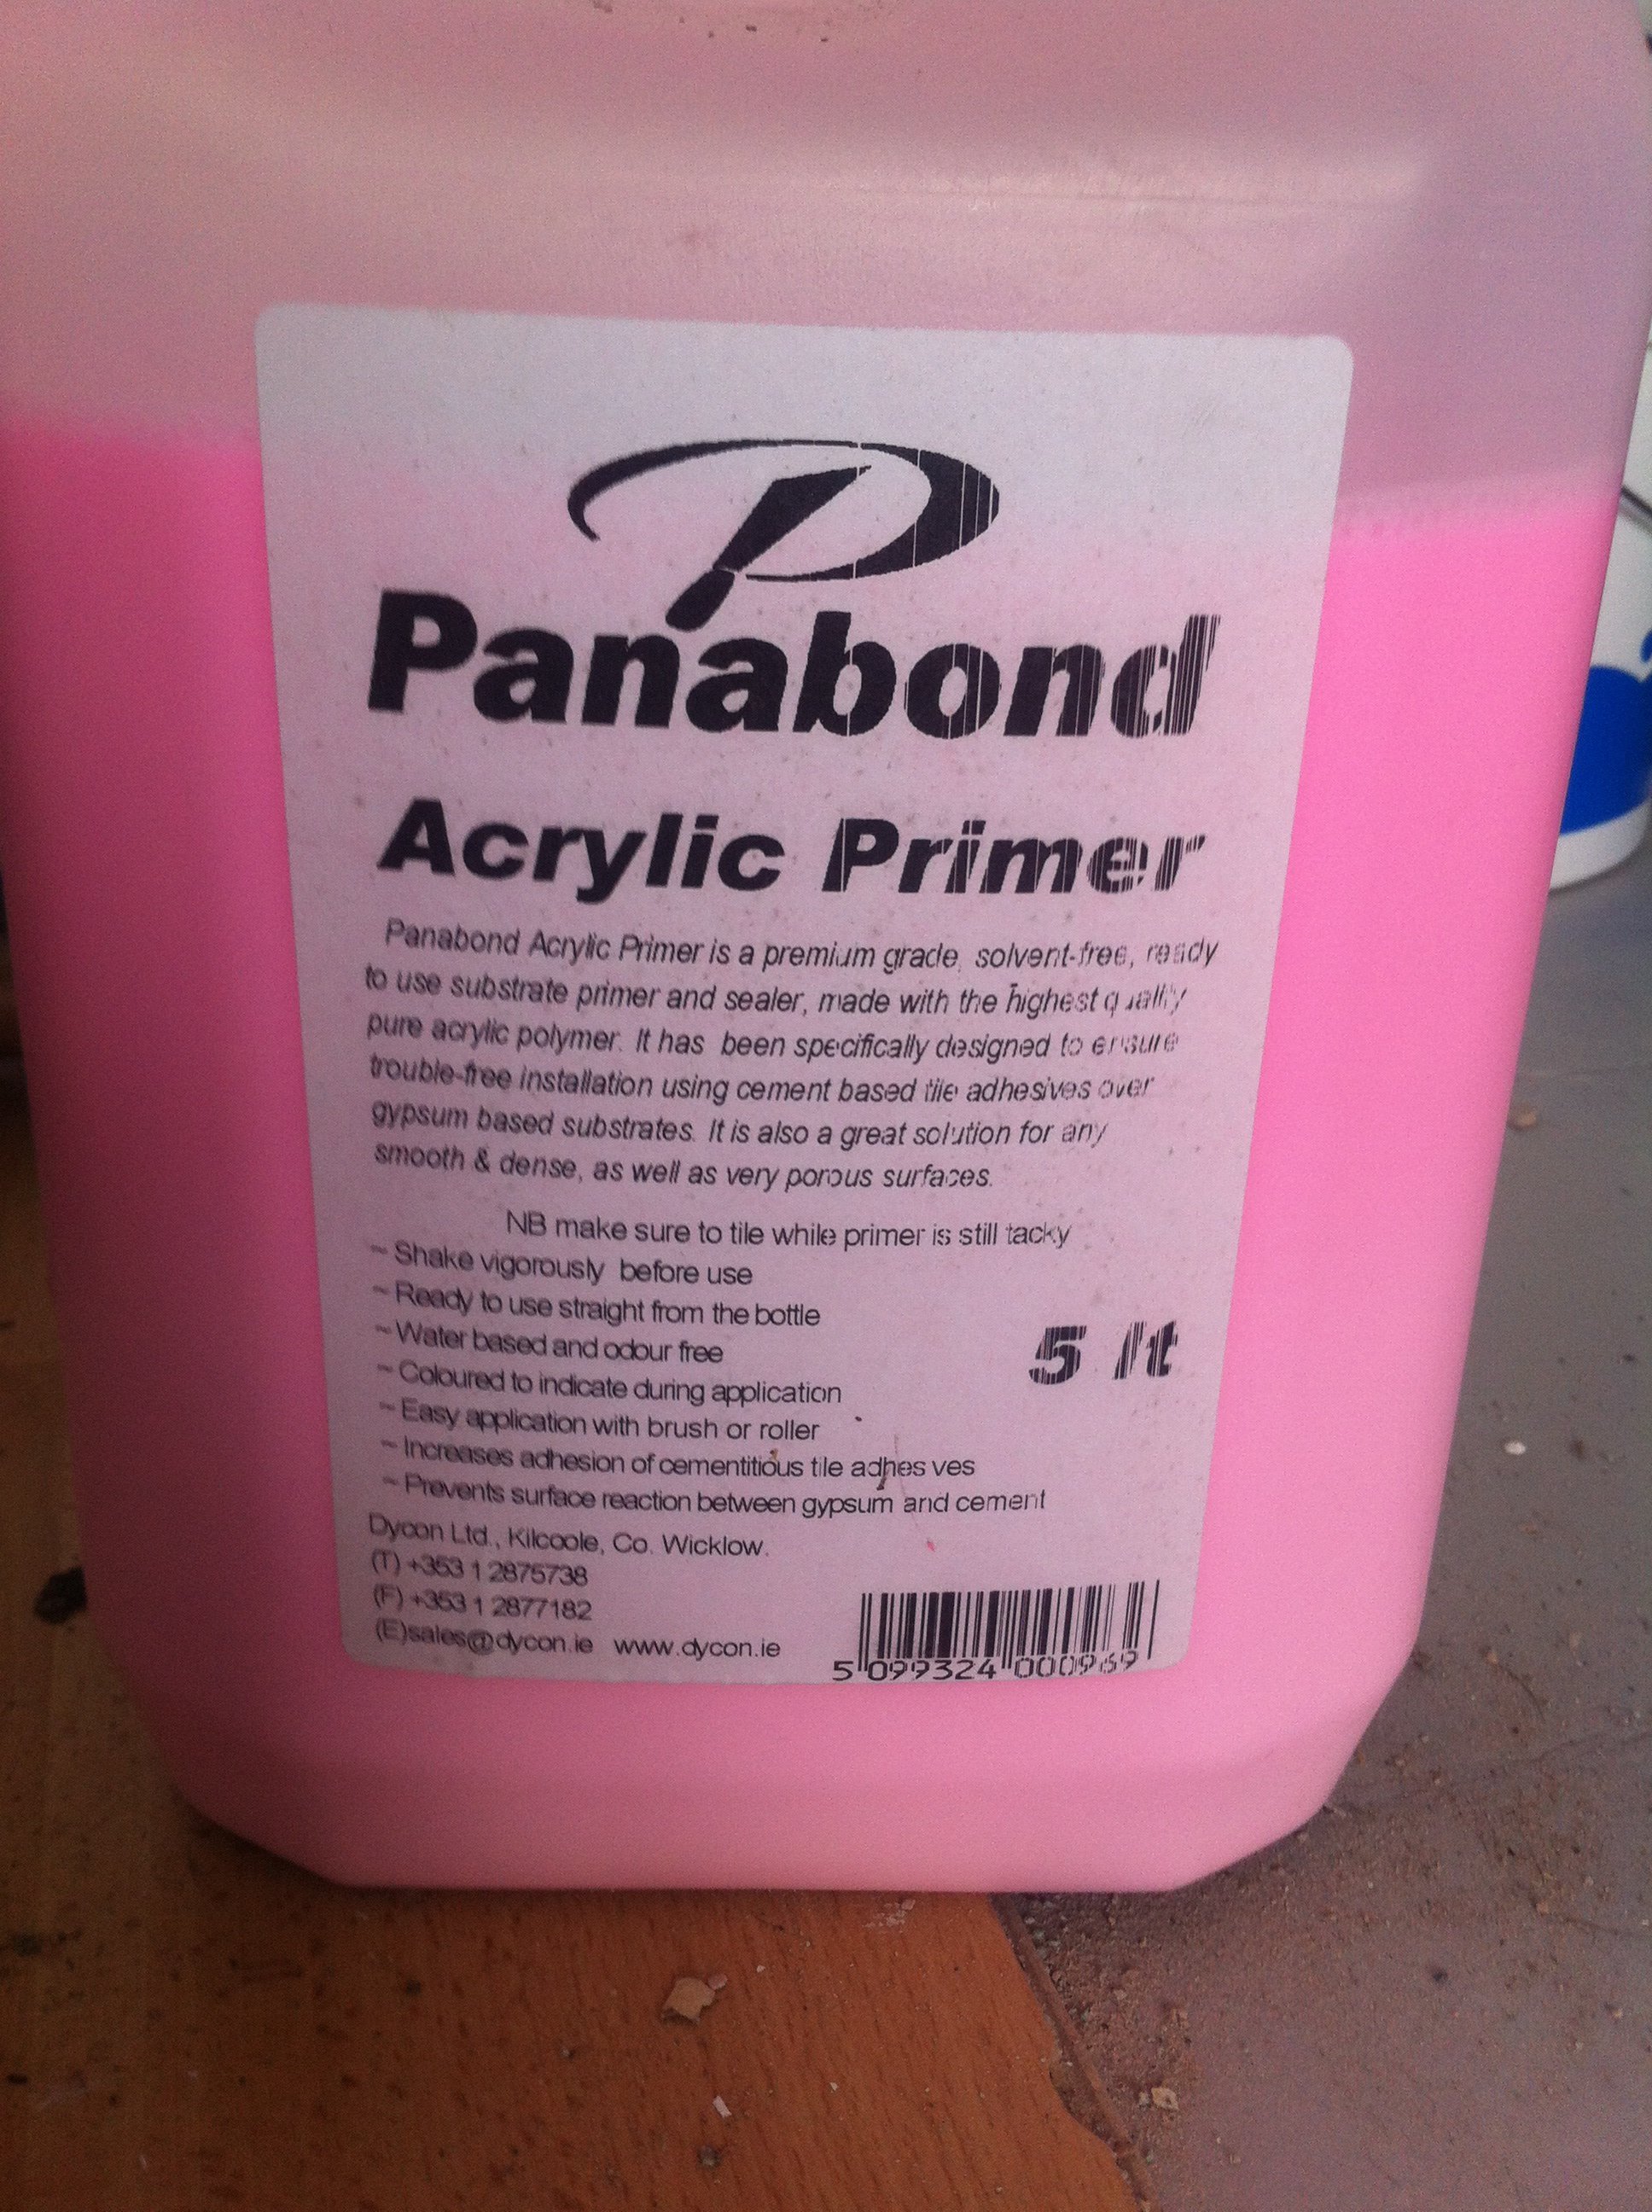 Panabond
Acrylic Primer
Panabond Acrylic Primer is a premium grade, solvent-free, ready
to use substrate primer and sealer, made with the highest quality
pure acrylic polymer. It has been specifically designed to ensure
trouble-free installation using cement based tile adhesives over
gypsum based substrates. It is also a great solution for any
smooth & dense, as well as very porous surfaces.
NB make sure to tile while primer is still tacky
~ Shake vigorously before use
~ Ready to use straight from the bottle
~ Water based and odour free
~ Coloured to indicate during application
5 lt
~ Easy application with brush or roller
~ Increases adhesion of cementitious tile adhesives
~ Prevents surface reaction between gypsum and cement
Dycon Ltd., Kilcoole, Co. Wicklow.
(T) +353 1 2875738
(F) +353 1 2877182
(E)sales@dycon.ie www.dycon.ie
5 099324 000969